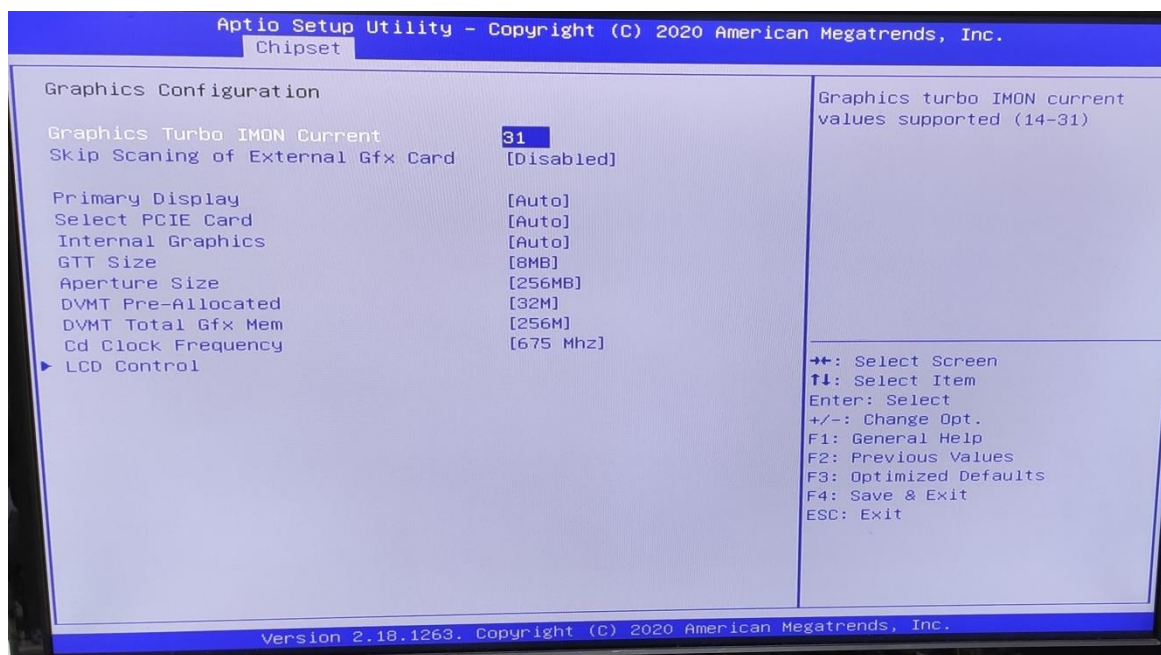 Aptio Setup Utility – Copyright (C) 2020 American Megatrends, Inc.
Chipset
Graphics Configuration
Graphics Turbo IMON Current 31
Skip Scaning of External Gfx Card [Disabled]
Primary Display [Auto]
Select PCIE Card [Auto]
Internal Graphics [Auto]
GTT Size [8MB]
Aperture Size [256MB]
DVMT Pre-Allocated [32M]
DVMT Total Gfx Mem [256M]
Cd Clock Frequency [675 Mhz]
► LCD Control
Graphics turbo IMON current
values supported (14-31)
→←: Select Screen
↑↓: Select Item
Enter: Select
+/-: Change Opt.
F1: General Help
F2: Previous Values
F3: Optimized Defaults
F4: Save & Exit
ESC: Exit
Version 2.18.1263. Copyright (C) 2020 American Megatrends, Inc.